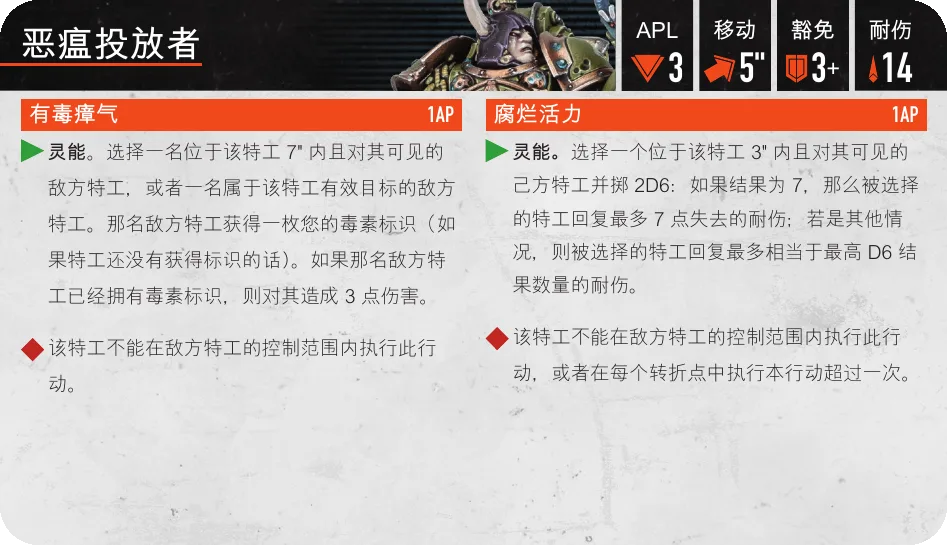 恶瘟投放者
APL 移动 豁免 耐伤
3 5" 3+ 14
有毒瘴气 1AP
灵能。选择一名位于该特工 7" 内且对其可见的
敌方特工，或者一名属于该特工有效目标的敌方
特工。那名敌方特工获得一枚您的毒素标识（如
果特工还没有获得标识的话）。如果那名敌方特
工已经拥有毒素标识，则对其造成 3 点伤害。
该特工不能在敌方特工的控制范围内执行此行
动。
腐烂活力 1AP
灵能。选择一个位于该特工 3" 内且对其可见的
己方特工并掷 2D6：如果结果为 7，那么被选择
的特工回复最多 7 点失去的耐伤；若是其他情
况，则被选择的特工回复最多相当于最高 D6 结
果数量的耐伤。
该特工不能在敌方特工的控制范围内执行此行
动，或者在每个转折点中执行本行动超过一次。